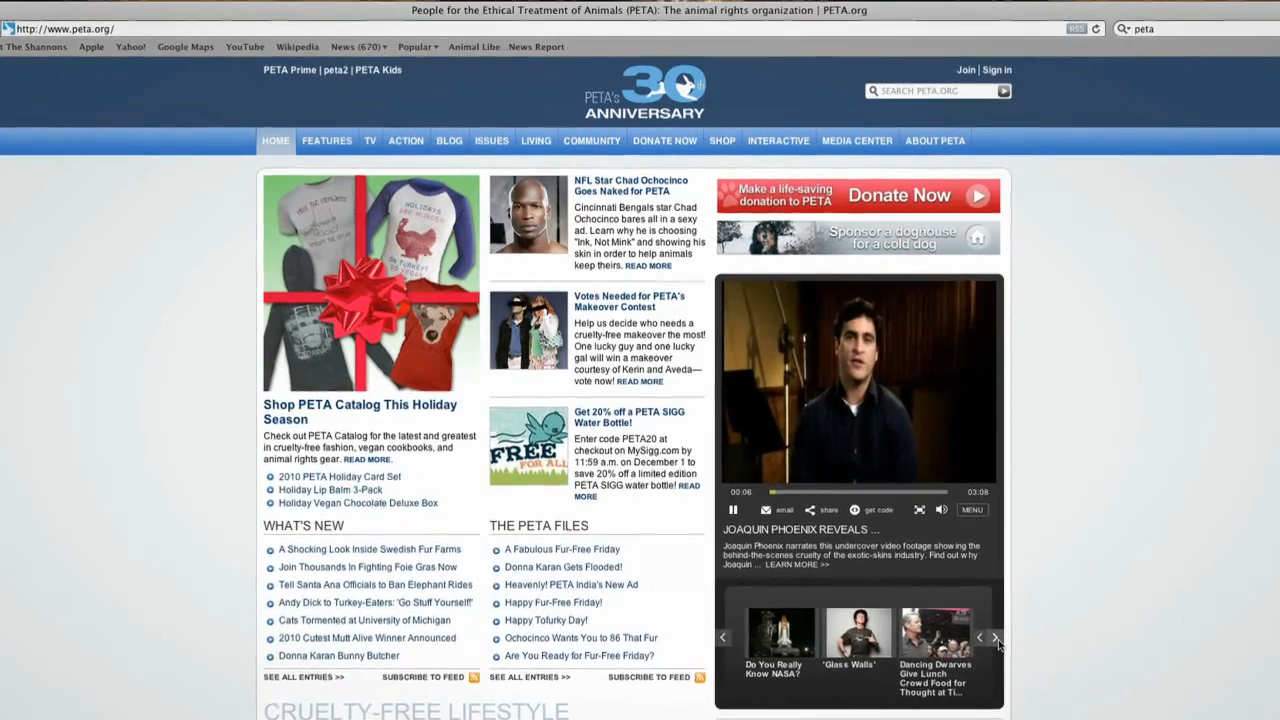 People for the Ethical Treatment of Animals (PETA): The animal rights organization | PETA.org
http://www.peta.org/
RSS
peta
t The Shannons
Apple
Yahoo!
Google Maps
YouTube
Wikipedia
News (670)
Popular
Animal Libe...News Report
PETA Prime | peta2 | PETA Kids
PETA's
30
ANNIVERSARY
Join | Sign in
SEARCH PETA.ORG
HOME
FEATURES
TV
ACTION
BLOG
ISSUES
LIVING
COMMUNITY
DONATE NOW
SHOP
INTERACTIVE
MEDIA CENTER
ABOUT PETA
HOLIDAYS
ARE MURDER
ON TURKEYS
GO VEGAN
Shop PETA Catalog This Holiday
Season
Check out PETA Catalog for the latest and greatest
in cruelty-free fashion, vegan cookbooks, and
animal rights gear. READ MORE.
2010 PETA Holiday Card Set
Holiday Lip Balm 3-Pack
Holiday Vegan Chocolate Deluxe Box
WHAT'S NEW
A Shocking Look Inside Swedish Fur Farms
Join Thousands In Fighting Foie Gras Now
Tell Santa Ana Officials to Ban Elephant Rides
Andy Dick to Turkey-Eaters: 'Go Stuff Yourself!'
Cats Tormented at University of Michigan
2010 Cutest Mutt Alive Winner Announced
Donna Karan Bunny Butcher
SEE ALL ENTRIES >>
SUBSCRIBE TO FEED
CRUELTY-FREE LIFESTYLE
NFL Star Chad Ochocinco
Goes Naked for PETA
Cincinnati Bengals star Chad
Ochocinco bares all in a sexy
ad. Learn why he is choosing
"Ink, Not Mink" and showing his
skin in order to help animals
keep theirs. READ MORE
Votes Needed for PETA's
Makeover Contest
Help us decide who needs a
cruelty-free makeover the most!
One lucky guy and one lucky
gal will win a makeover
courtesy of Kerin and Aveda—
vote now! READ MORE
FREE
FOR ALL
Get 20% off a PETA SIGG
Water Bottle!
Enter code PETA20 at
checkout on MySigg.com by
11:59 a.m. on December 1 to
save 20% off a limited edition
PETA SIGG water bottle! READ
MORE
THE PETA FILES
A Fabulous Fur-Free Friday
Donna Karan Gets Flooded!
Heavenly! PETA India's New Ad
Happy Fur-Free Friday!
Happy Tofurky Day!
Ochocinco Wants You to 86 That Fur
Are You Ready for Fur-Free Friday?
SEE ALL ENTRIES >>
SUBSCRIBE TO FEED
Make a life-saving
donation to PETA
Donate Now
Sponsor a doghouse
for a cold dog
00:06
03:08
email
share
get code
MENU
JOAQUIN PHOENIX REVEALS ...
Joaquin Phoenix narrates this undercover video footage showing the
behind-the-scenes cruelty of the exotic-skins industry. Find out why
Joaquin ... LEARN MORE >>
Do You Really
Know NASA?
'Glass Walls'
Dancing Dwarves
Give Lunch
Crowd Food for
Thought at Ti...